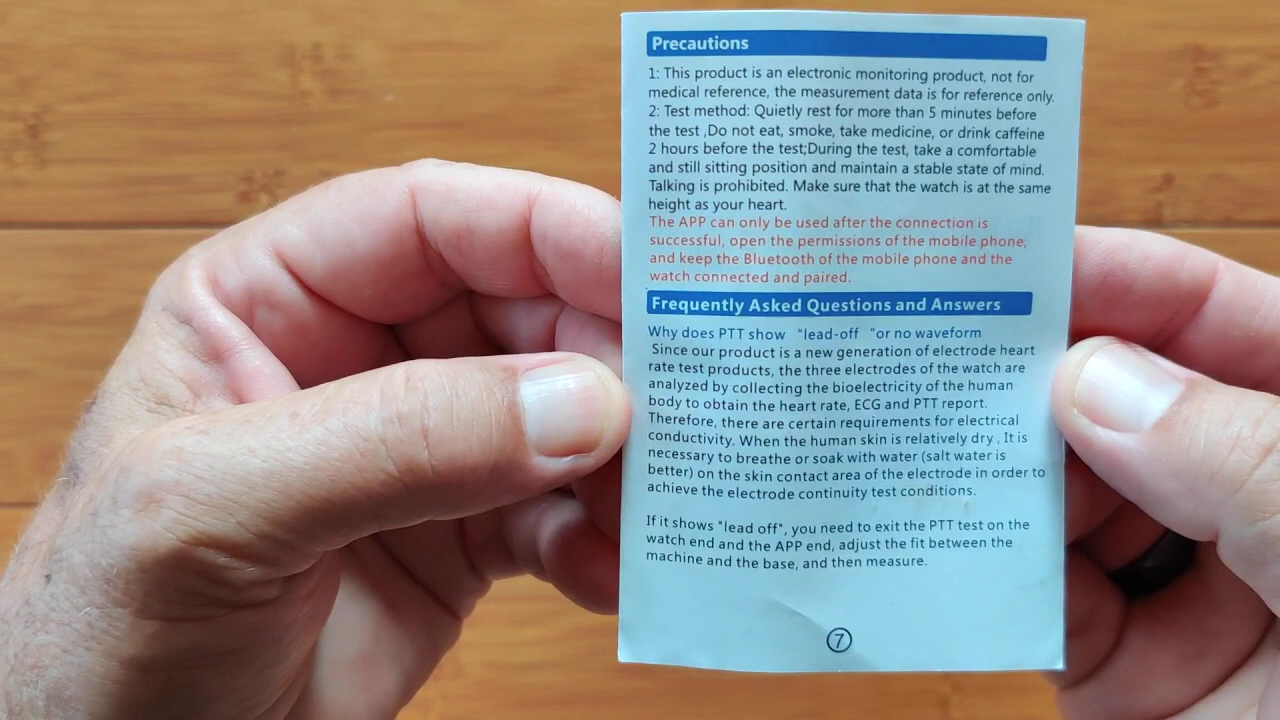 Precautions
1: This product is an electronic monitoring product, not for
medical reference, the measurement data is for reference only.
2: Test method: Quietly rest for more than 5 minutes before
the test ,Do not eat, smoke, take medicine, or drink caffeine
2 hours before the test;During the test, take a comfortable
and still sitting position and maintain a stable state of mind.
Talking is prohibited. Make sure that the watch is at the same
height as your heart.
The APP can only be used after the connection is
successful, open the permissions of the mobile phone,
and keep the Bluetooth of the mobile phone and the
watch connected and paired.
Frequently Asked Questions and Answers
Why does PTT show "lead-off "or no waveform
Since our product is a new generation of electrode heart
rate test products, the three electrodes of the watch are
analyzed by collecting the bioelectricity of the human
body to obtain the heart rate, ECG and PTT report.
Therefore, there are certain requirements for electrical
conductivity. When the human skin is relatively dry , It is
necessary to breathe or soak with water (salt water is
better) on the skin contact area of the electrode in order to
achieve the electrode continuity test conditions.
If it shows "lead off", you need to exit the PTT test on the
watch end and the APP end, adjust the fit between the
machine and the base, and then measure.
7